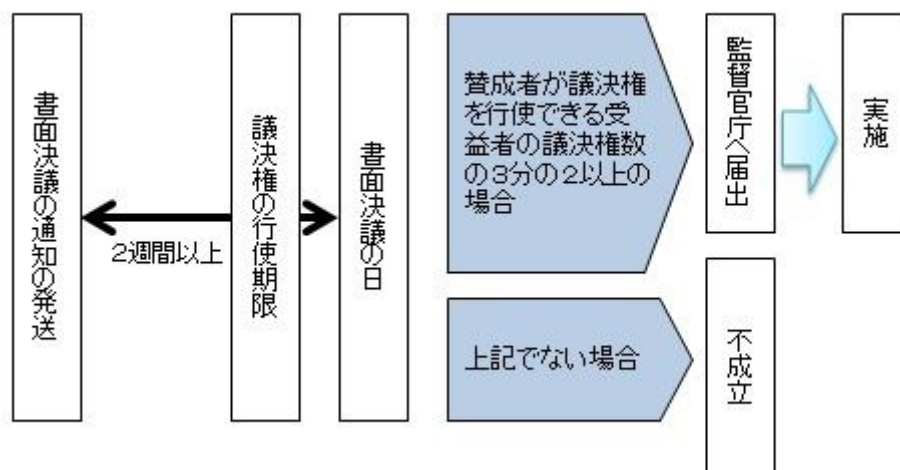 書面決議の通知の発送
2週間以上
議決権の行使期限
書面決議の日
賛成者が議決権
を行使できる受
益者の議決権数
の3分の2以上の
場合
監督官庁へ届出
実施
上記でない場合
不成立